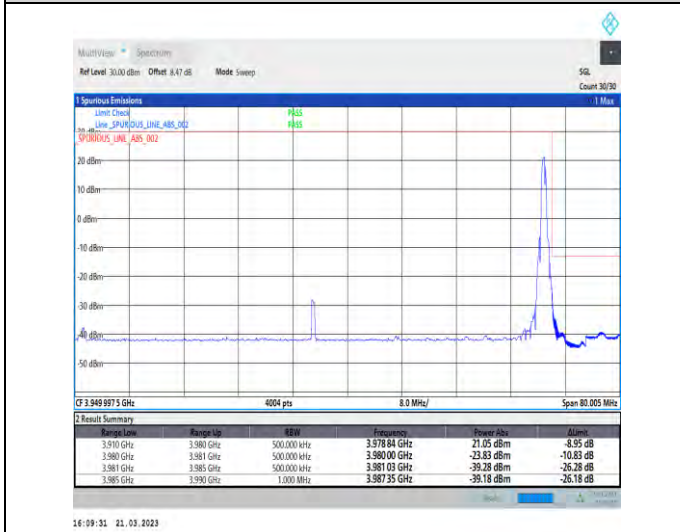 MultiView Spectrum
Ref Level 30.00 dBm Offset 8.47 dB Mode Sweep SGL
Count 30/30
1 Spurious Emissions 1 Max
Limit Check PASS
Line _SPURIOUS_LINE_ABS_002 PASS
_SPURIOUS_LINE_ABS_002
20 dBm
10 dBm
0 dBm
-10 dBm
-20 dBm
-30 dBm
-40 dBm
-50 dBm
CF 3.949 997 5 GHz 4004 pts 8.0 MHz/ Span 80.005 MHz
2 Result Summary
Range Low Range Up RBW Frequency Power Abs ΔLimit
3.910 GHz 3.980 GHz 500.000 kHz 3.978 84 GHz 21.05 dBm -8.95 dB
3.980 GHz 3.981 GHz 500.000 kHz 3.980 00 GHz -23.83 dBm -10.83 dB
3.981 GHz 3.985 GHz 500.000 kHz 3.981 03 GHz -39.28 dBm -26.28 dB
3.985 GHz 3.990 GHz 1.000 MHz 3.987 35 GHz -39.18 dBm -26.18 dB
16:09:31 21.03.2023